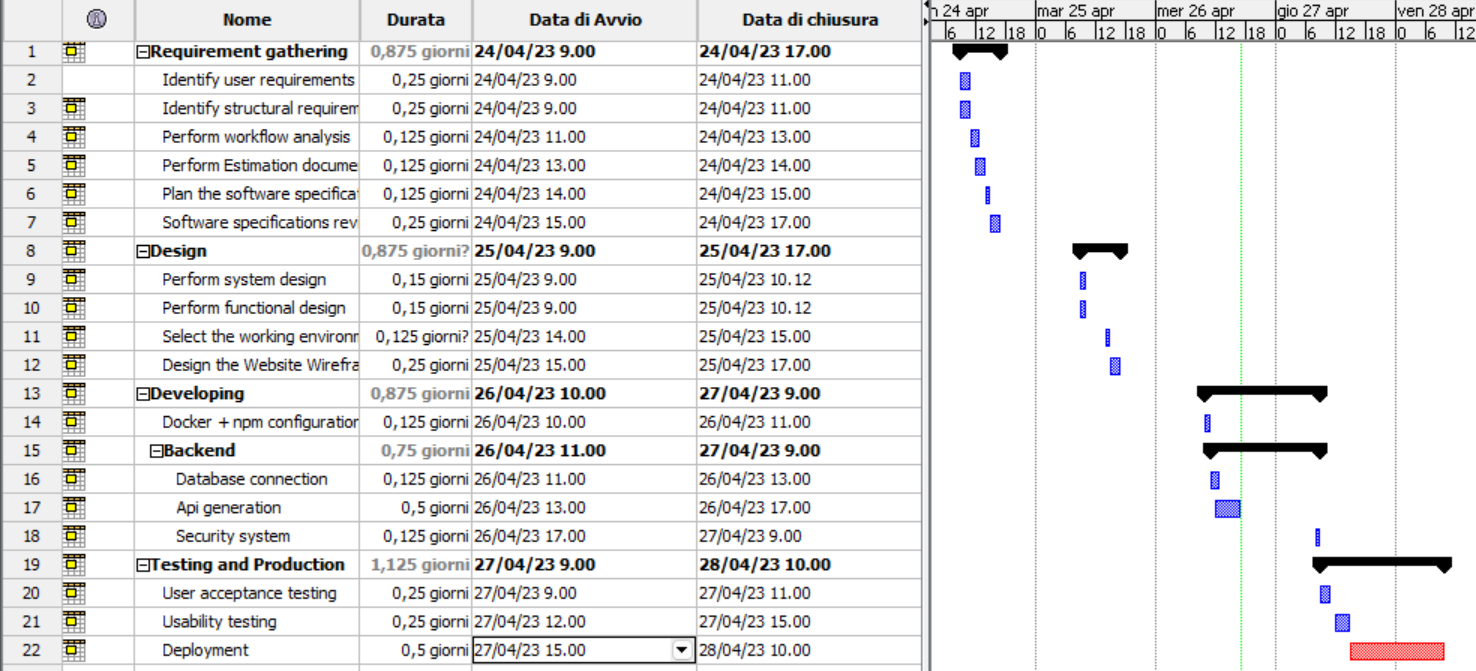 Nome Durata Data di Avvio Data di chiusura
24 apr mar 25 apr mer 26 apr gio 27 apr ven 28 apr
6 12 18 0 6 12 18 0 6 12 18 0 6 12 18 0 6 12
1 Requirement gathering 0,875 giorni 24/04/23 9.00 24/04/23 17.00
2 Identify user requirements 0,25 giorni 24/04/23 9.00 24/04/23 11.00
3 Identify structural requirem 0,25 giorni 24/04/23 9.00 24/04/23 11.00
4 Perform workflow analysis 0,125 giorni 24/04/23 11.00 24/04/23 13.00
5 Perform Estimation docume 0,125 giorni 24/04/23 13.00 24/04/23 14.00
6 Plan the software specifica 0,125 giorni 24/04/23 14.00 24/04/23 15.00
7 Software specifications rev 0,25 giorni 24/04/23 15.00 24/04/23 17.00
8 Design 0,875 giorni? 25/04/23 9.00 25/04/23 17.00
9 Perform system design 0,15 giorni 25/04/23 9.00 25/04/23 10.12
10 Perform functional design 0,15 giorni 25/04/23 9.00 25/04/23 10.12
11 Select the working environr 0,125 giorni? 25/04/23 14.00 25/04/23 15.00
12 Design the Website Wirefra 0,25 giorni 25/04/23 15.00 25/04/23 17.00
13 Developing 0,875 giorni 26/04/23 10.00 27/04/23 9.00
14 Docker + npm configuration 0,125 giorni 26/04/23 10.00 26/04/23 11.00
15 Backend 0,75 giorni 26/04/23 11.00 27/04/23 9.00
16 Database connection 0,125 giorni 26/04/23 11.00 26/04/23 13.00
17 Api generation 0,5 giorni 26/04/23 13.00 26/04/23 17.00
18 Security system 0,125 giorni 26/04/23 17.00 27/04/23 9.00
19 Testing and Production 1,125 giorni 27/04/23 9.00 28/04/23 10.00
20 User acceptance testing 0,25 giorni 27/04/23 9.00 27/04/23 11.00
21 Usability testing 0,25 giorni 27/04/23 12.00 27/04/23 15.00
22 Deployment 0,5 giorni 27/04/23 15.00 28/04/23 10.00